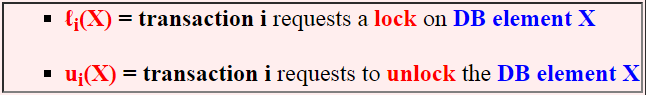 ▪ ℓi(X) = transaction i requests a lock on DB element X
▪ ui(X) = transaction i requests to unlock the DB element X